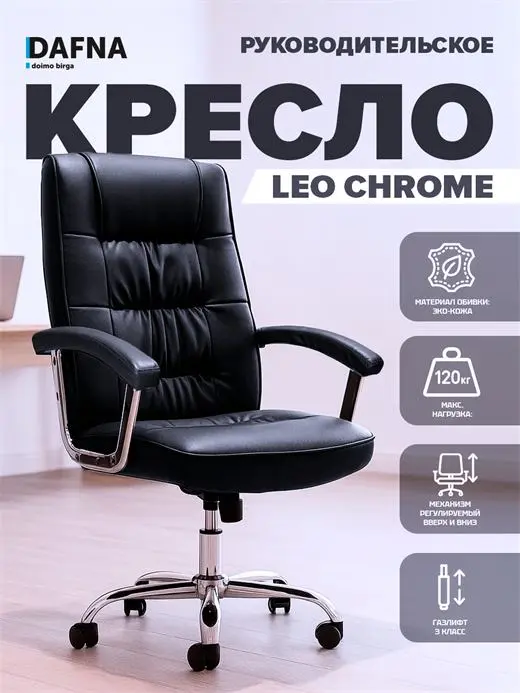 DAFNA
doimo birga
РУКОВОДИТЕЛЬСКОЕ
КРЕСЛО
LEO CHROME
МАТЕРИАЛ ОБИВКИ:
ЭКО-КОЖА
120кг
МАКС.
НАГРУЗКА:
МЕХАНИЗМ
РЕГУЛИРУЕМЫЙ
ВВЕРХ И ВНИЗ
ГАЗЛИФТ
3 КЛАСС